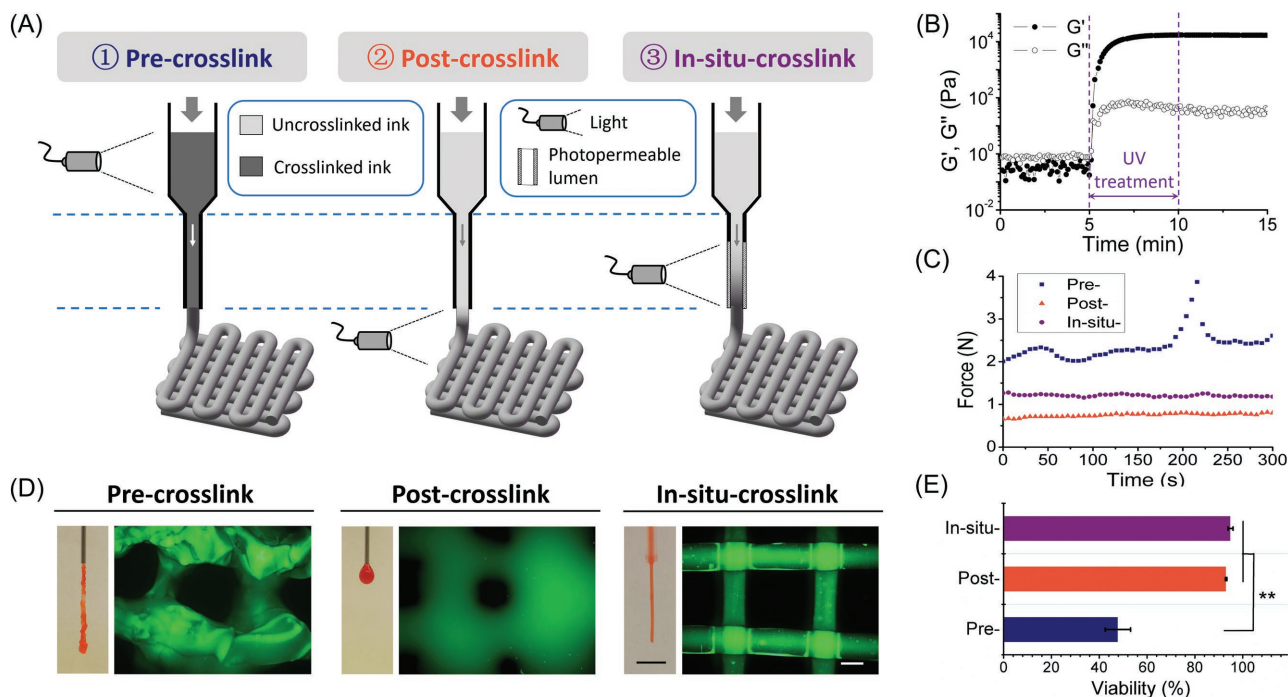 (A)
① Pre-crosslink
② Post-crosslink
③ In-situ-crosslink
Uncrosslinked ink
Crosslinked ink
Light
Photopermeable
lumen
(B)
G'
G"
G', G" (Pa)
10⁴
10²
10⁰
10⁻²
UV
treatment
0 5 10 15
Time (min)
(C)
Pre-
Post-
In-situ-
Force (N)
4
3
2
1
0
0 50 100 150 200 250 300
Time (s)
(D)
Pre-crosslink
Post-crosslink
In-situ-crosslink
(E)
In-situ-
Post-
Pre-
**
0 20 40 60 80 100
Viability (%)